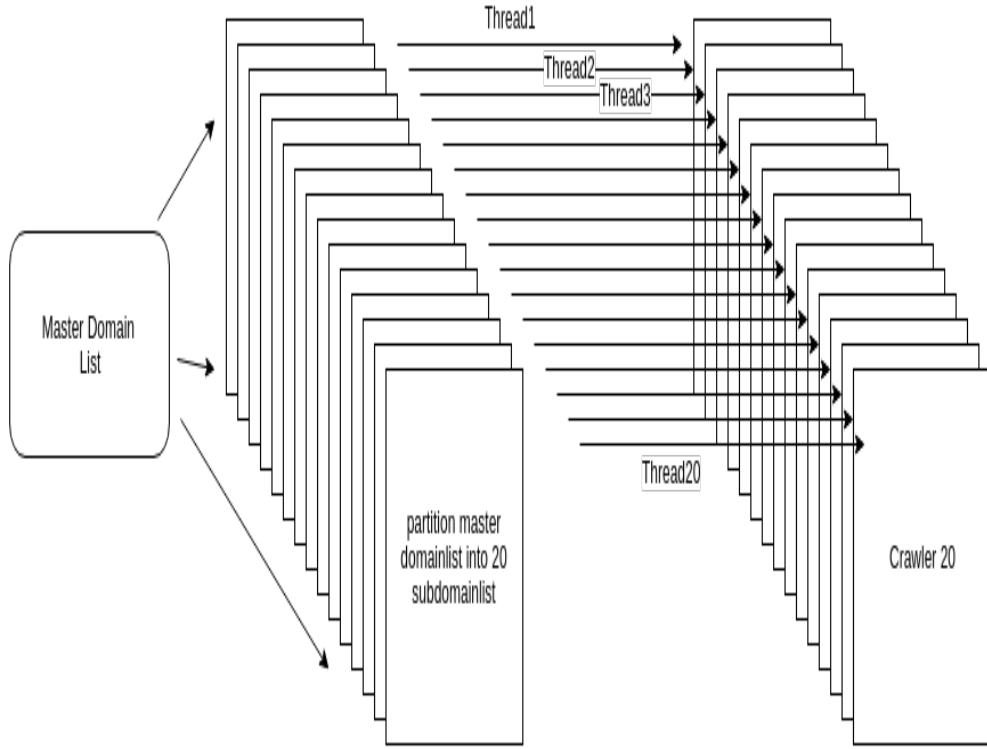 Thread1
Thread2
Thread3
Master Domain
List
Thread20
partition master
domainlist into 20
subdomainlist
Crawler 20